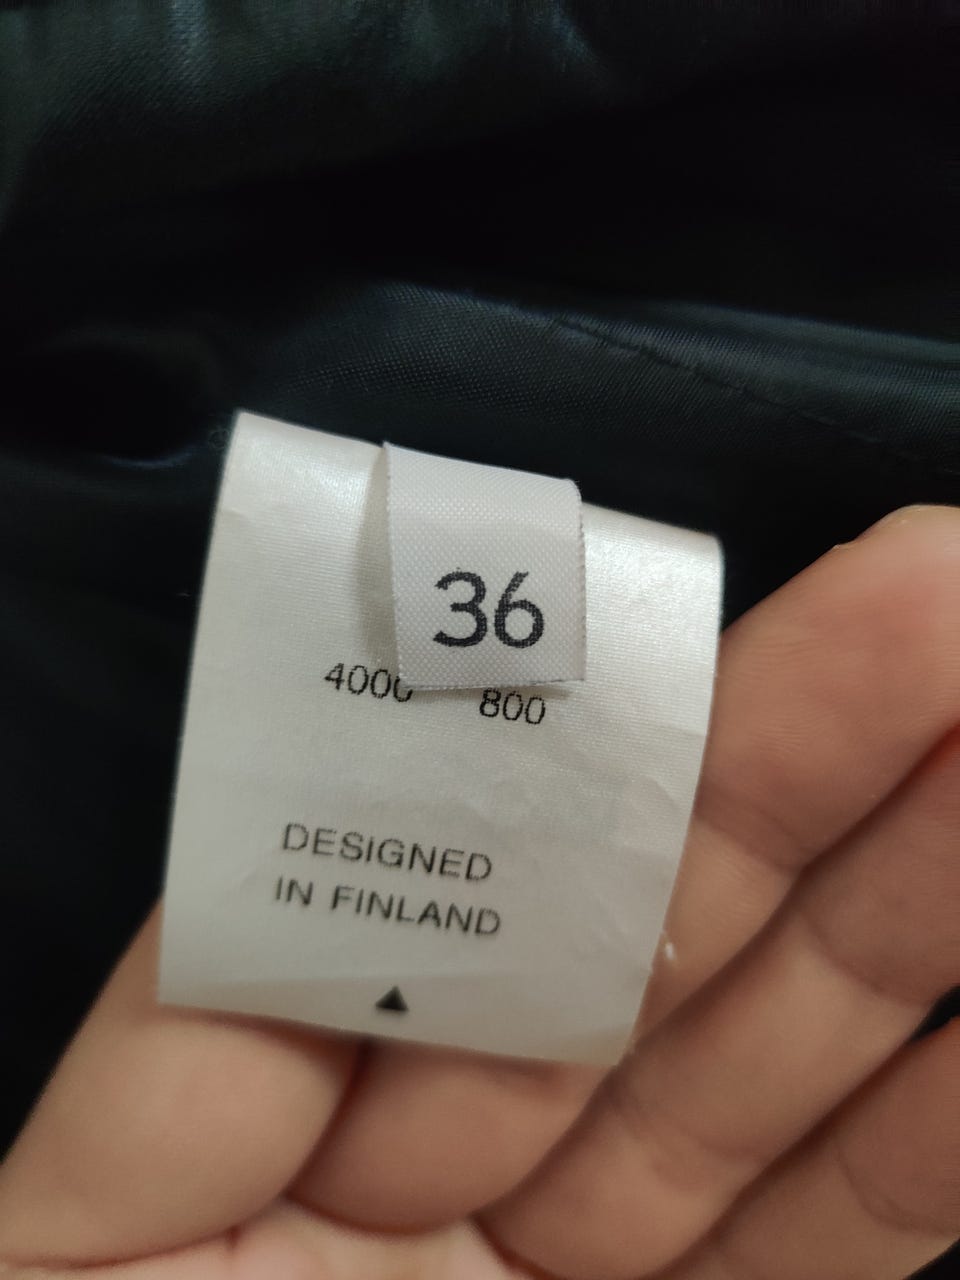 36
4000 800
DESIGNED
IN FINLAND